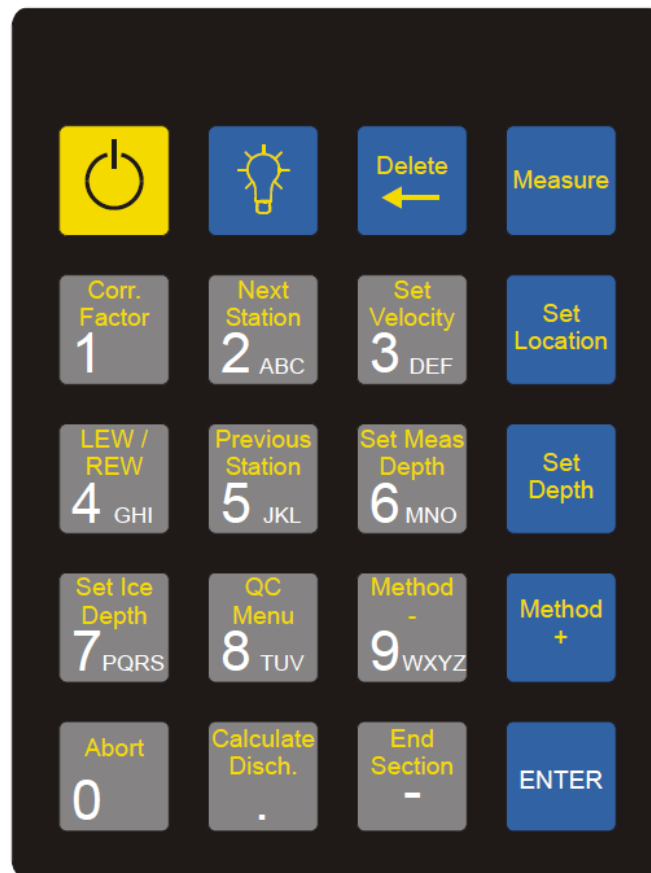 Delete
Measure
Corr.
Factor
1
Next
Station
2 ABC
Set
Velocity
3 DEF
Set
Location
LEW /
REW
4 GHI
Previous
Station
5 JKL
Set Meas
Depth
6 MNO
Set
Depth
Set Ice
Depth
7 PQRS
QC
Menu
8 TUV
Method
-
9 WXYZ
Method
+
Abort
0
Calculate
Disch.
.
End
Section
-
ENTER